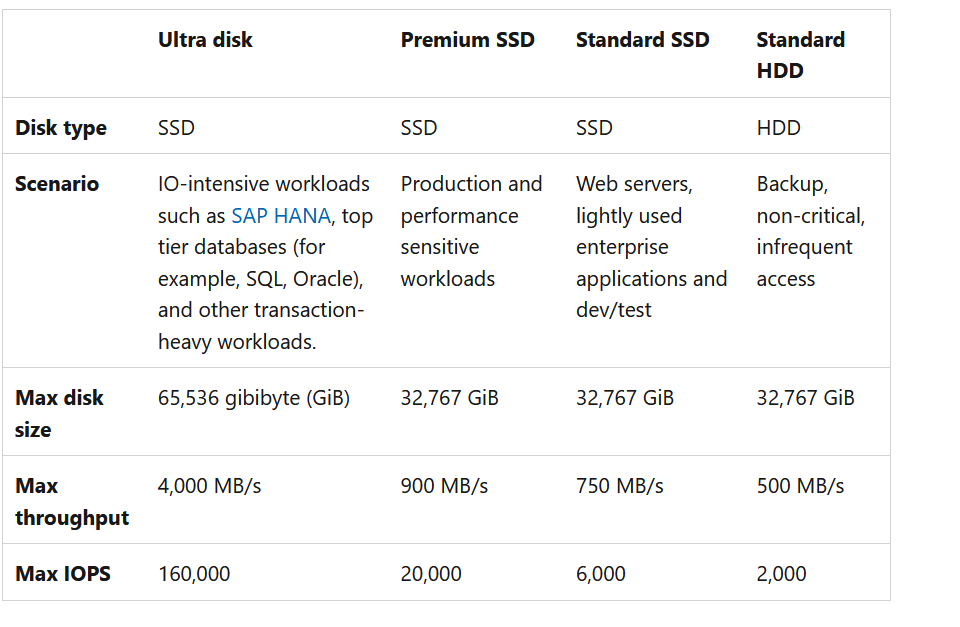 Ultra disk Premium SSD Standard SSD Standard HDD
Disk type SSD SSD SSD HDD
Scenario
IO-intensive workloads
such as SAP HANA, top
tier databases (for
example, SQL, Oracle),
and other transaction-
heavy workloads.
Production and
performance
sensitive
workloads
Web servers,
lightly used
enterprise
applications and
dev/test
Backup,
non-critical,
infrequent
access
Max disk size 65,536 gibibyte (GiB) 32,767 GiB 32,767 GiB 32,767 GiB
Max throughput 4,000 MB/s 900 MB/s 750 MB/s 500 MB/s
Max IOPS 160,000 20,000 6,000 2,000